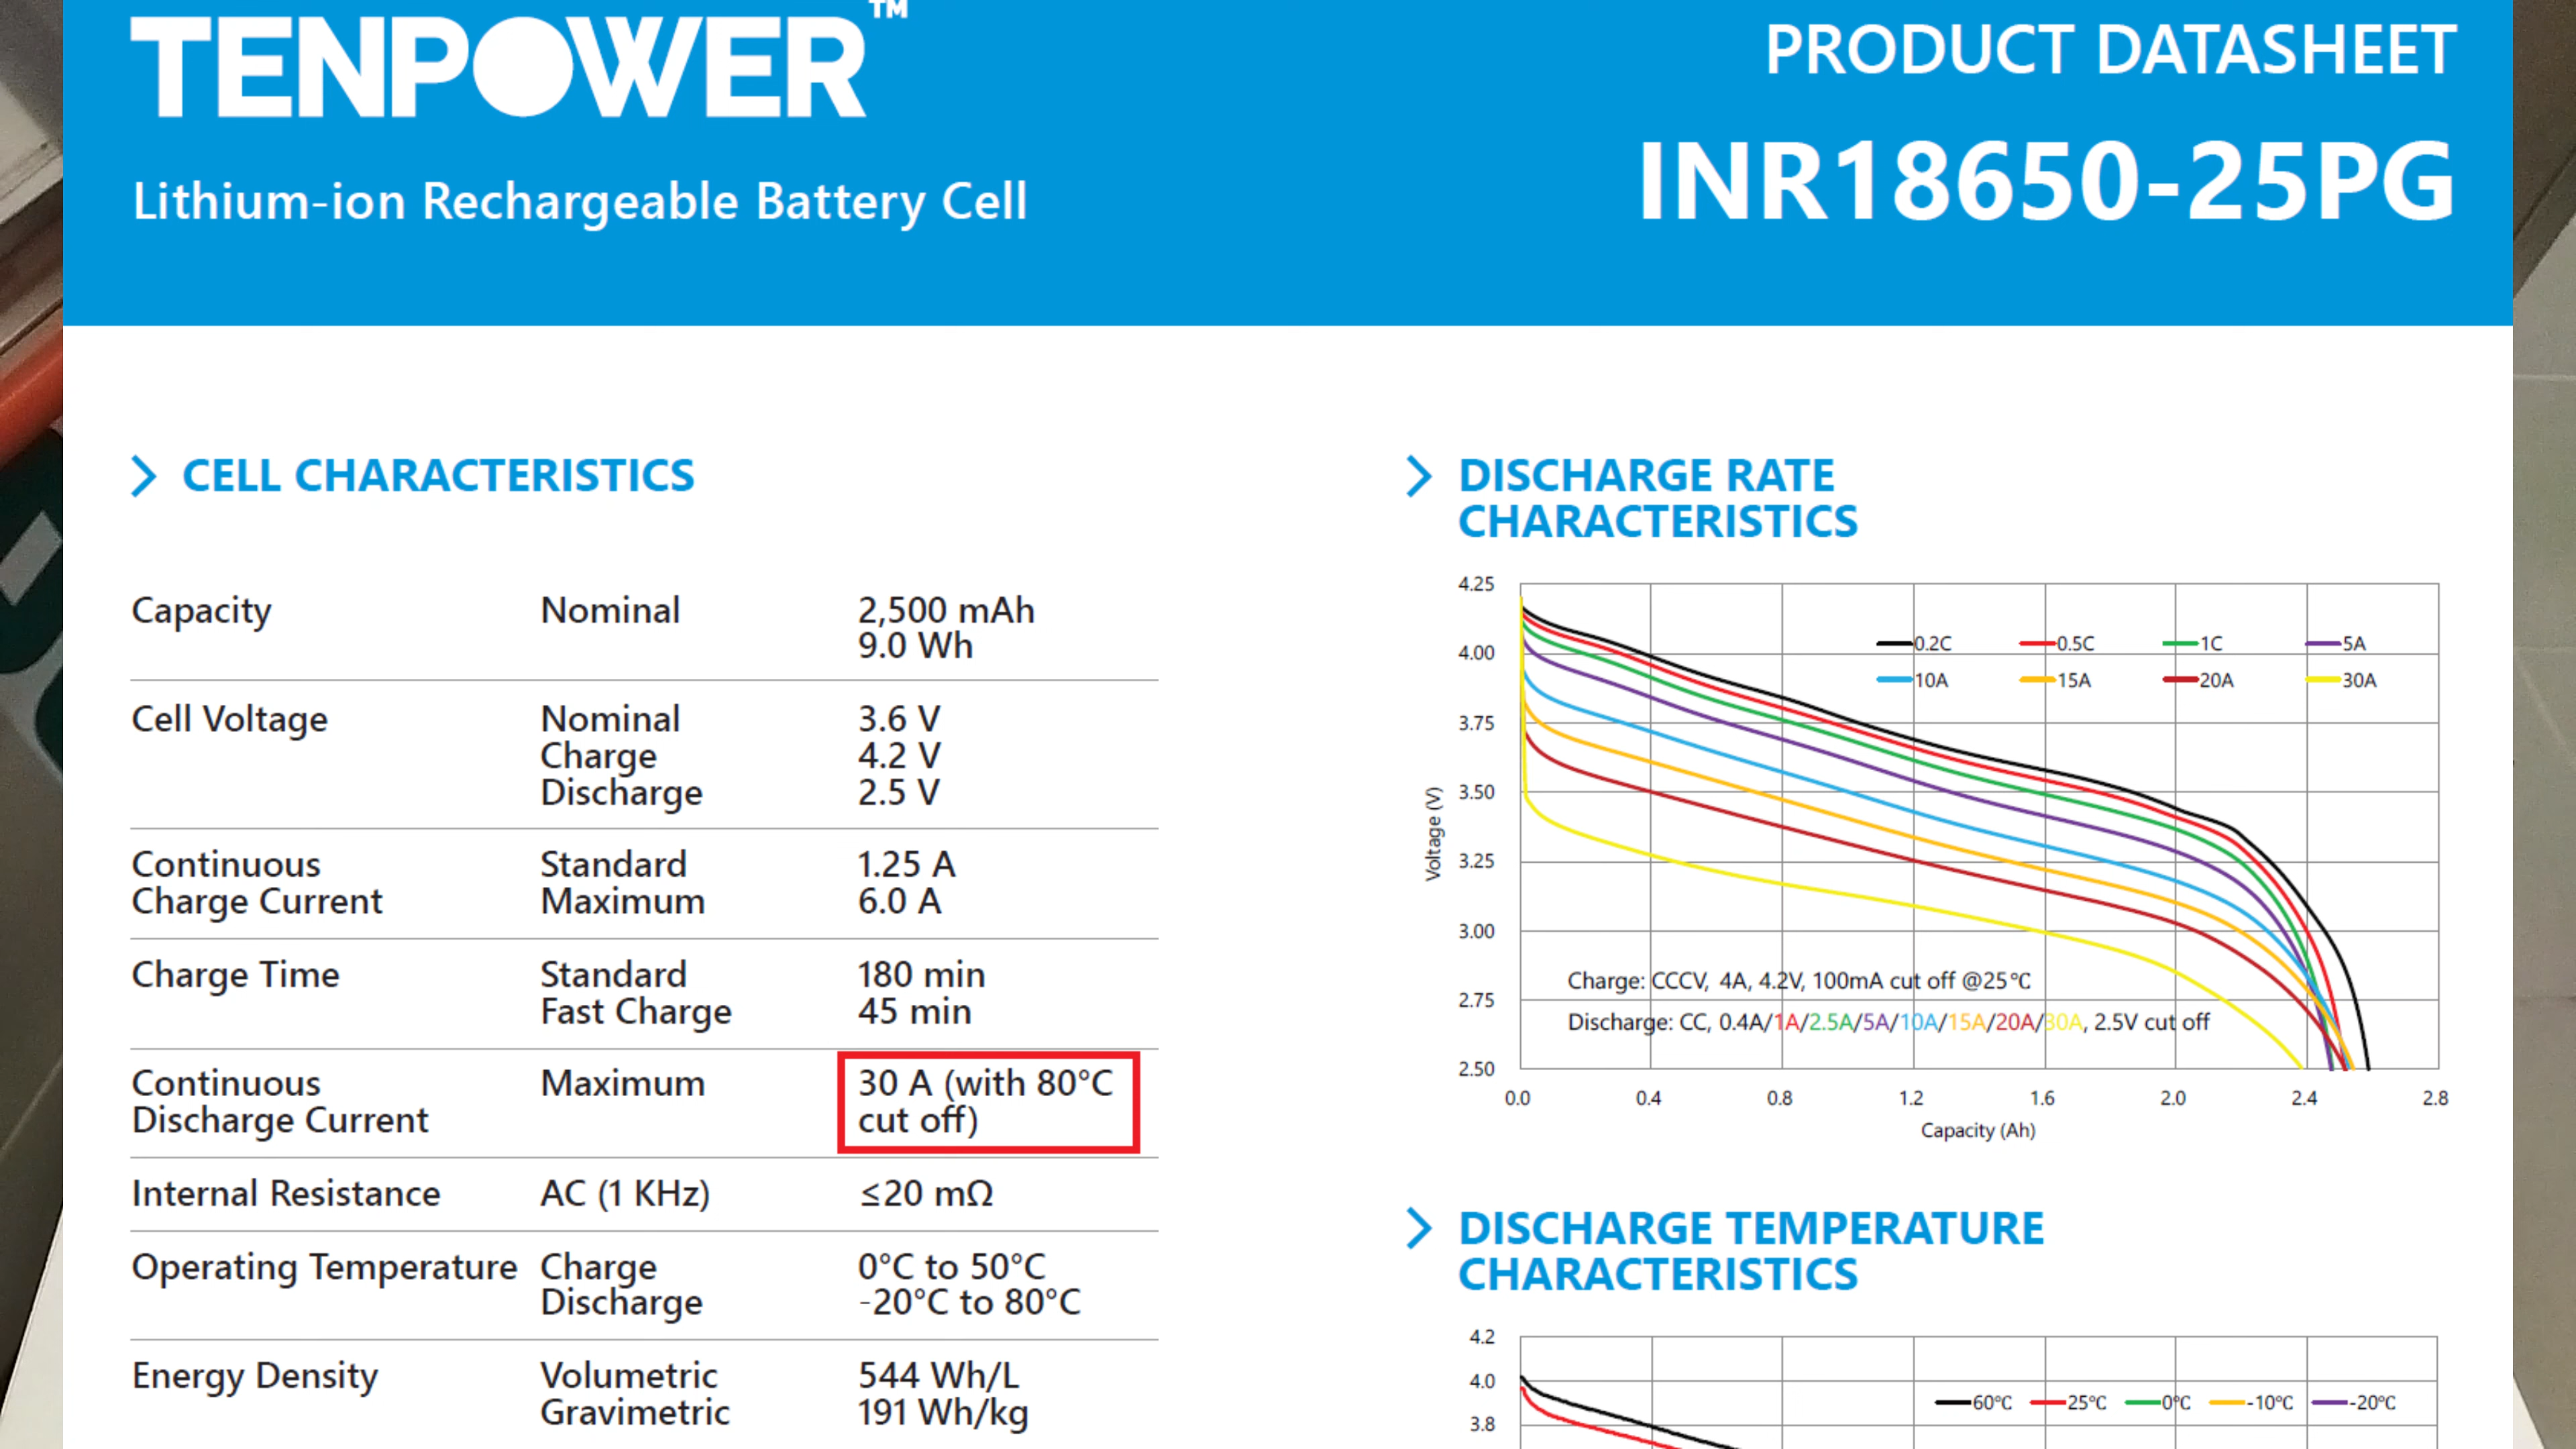 TENPOWER™
Lithium-ion Rechargeable Battery Cell
PRODUCT DATASHEET
INR18650-25PG
CELL CHARACTERISTICS
Capacity Nominal 2,500 mAh
9.0 Wh
Cell Voltage Nominal 3.6 V
Charge 4.2 V
Discharge 2.5 V
Continuous Standard 1.25 A
Charge Current Maximum 6.0 A
Charge Time Standard 180 min
Fast Charge 45 min
Continuous Maximum 30 A (with 80°C
Discharge Current cut off)
Internal Resistance AC (1 KHz) ≤20 mΩ
Operating Temperature Charge 0°C to 50°C
Discharge -20°C to 80°C
Energy Density Volumetric 544 Wh/L
Gravimetric 191 Wh/kg
DISCHARGE RATE
CHARACTERISTICS
4.25
4.00
3.75
3.50
3.25
3.00
2.75
2.50
Voltage (V)
0.2C 0.5C 1C 5A
10A 15A 20A 30A
Charge: CCCV, 4A, 4.2V, 100mA cut off @25℃
Discharge: CC, 0.4A/1A/2.5A/5A/10A/15A/20A/30A, 2.5V cut off
0.0 0.4 0.8 1.2 1.6 2.0 2.4 2.8
Capacity (Ah)
DISCHARGE TEMPERATURE
CHARACTERISTICS
4.2
4.0
3.8
60℃ 25℃ 0℃ -10℃ -20℃